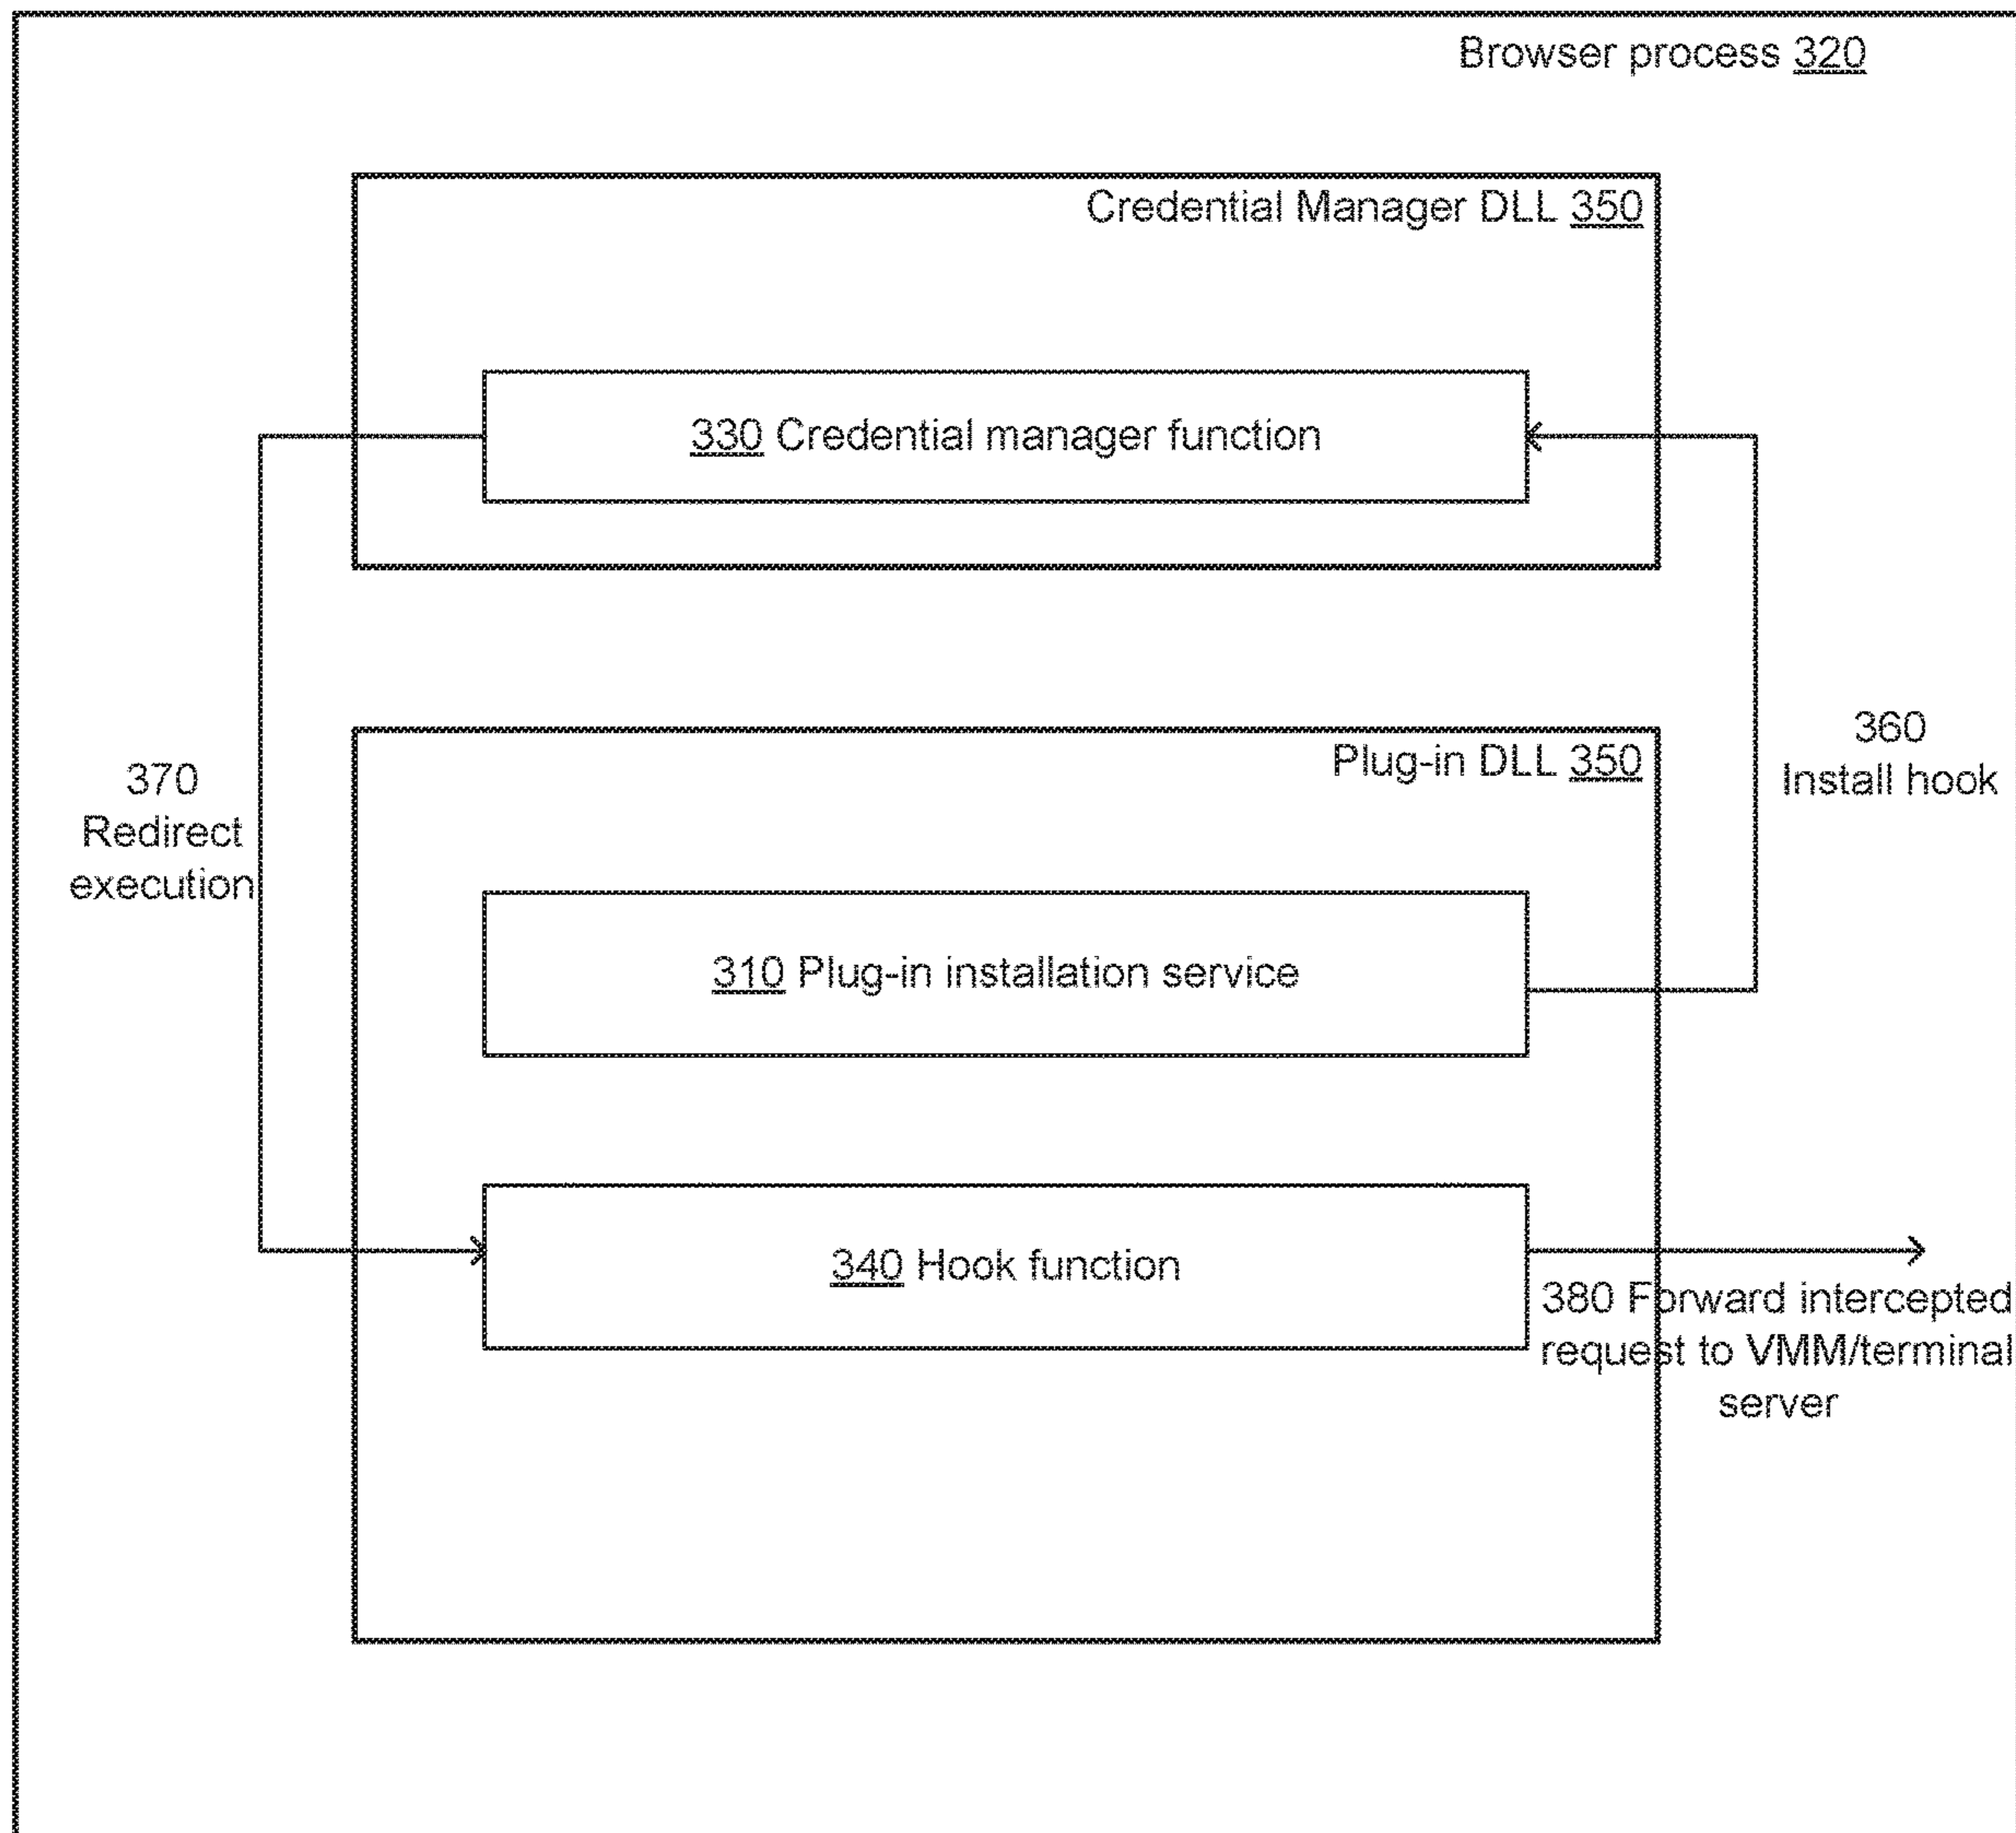 Browser process 320
Credential Manager DLL 350
330 Credential manager function
Plug-in DLL 350
360
Install hook
370
Redirect
execution
310 Plug-in installation service
340 Hook function
380 Forward intercepted
request to VMM/terminal
server